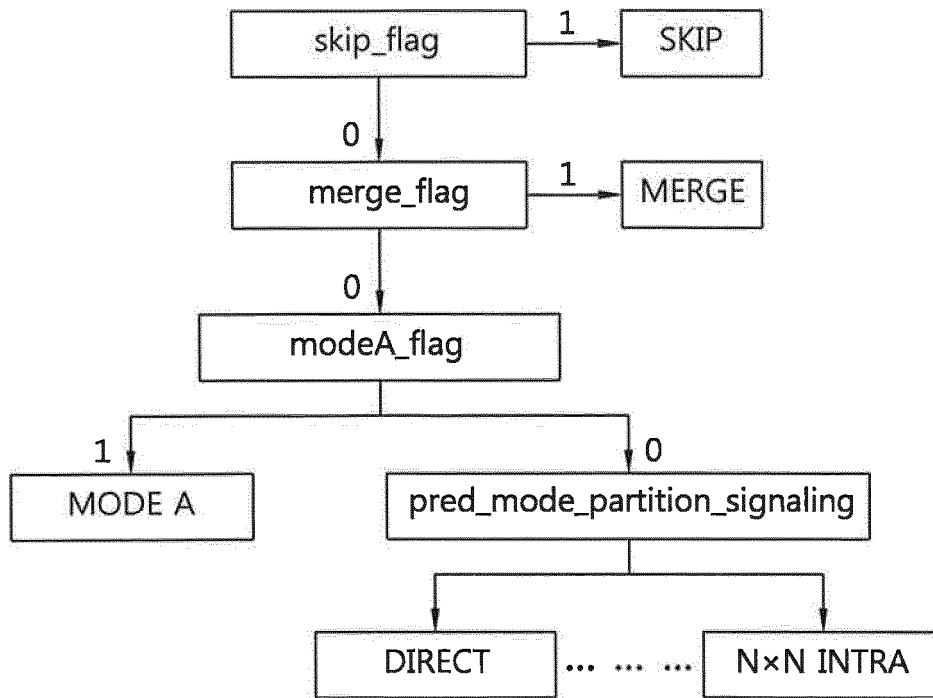 skip_flag
1
SKIP
0
merge_flag
1
MERGE
0
modeA_flag
1
0
MODE A
pred_mode_partition_signaling
DIRECT
... ... ...
N×N INTRA